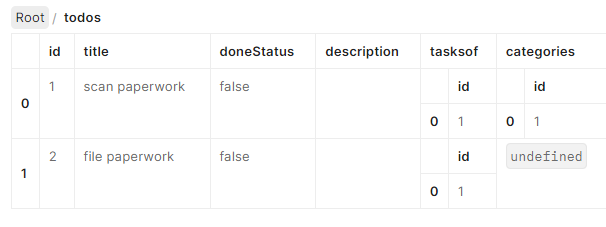 Root / todos
id title doneStatus description tasksof categories
0 1 scan paperwork false id id
0 1 0 1
1 2 file paperwork false id undefined
0 1